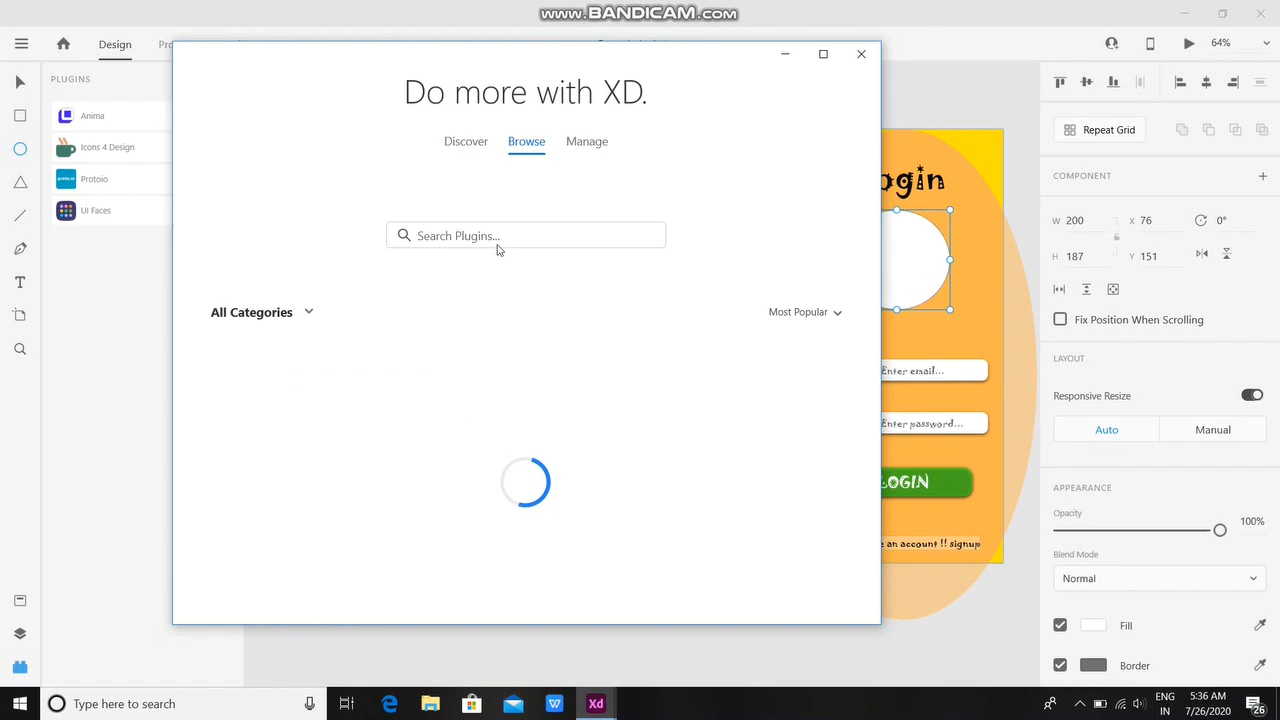 www.BANDICAM.com
Design
64%
Do more with XD.
PLUGINS
Anima
Icons 4 Design
Protoio
UI Faces
Discover
Browse
Manage
Search Plugins...
All Categories
Most Popular
Enter email...
Enter password...
LOGIN
account !! signup
Repeat Grid
COMPONENT
W 200
X 76
0°
H 187
Y 151
Fix Position When Scrolling
LAYOUT
Responsive Resize
Auto
Manual
APPEARANCE
Opacity
100%
Blend Mode
Normal
Fill
Border
Type here to search
Xd
ENG
IN
5:36 AM
7/26/2020
26